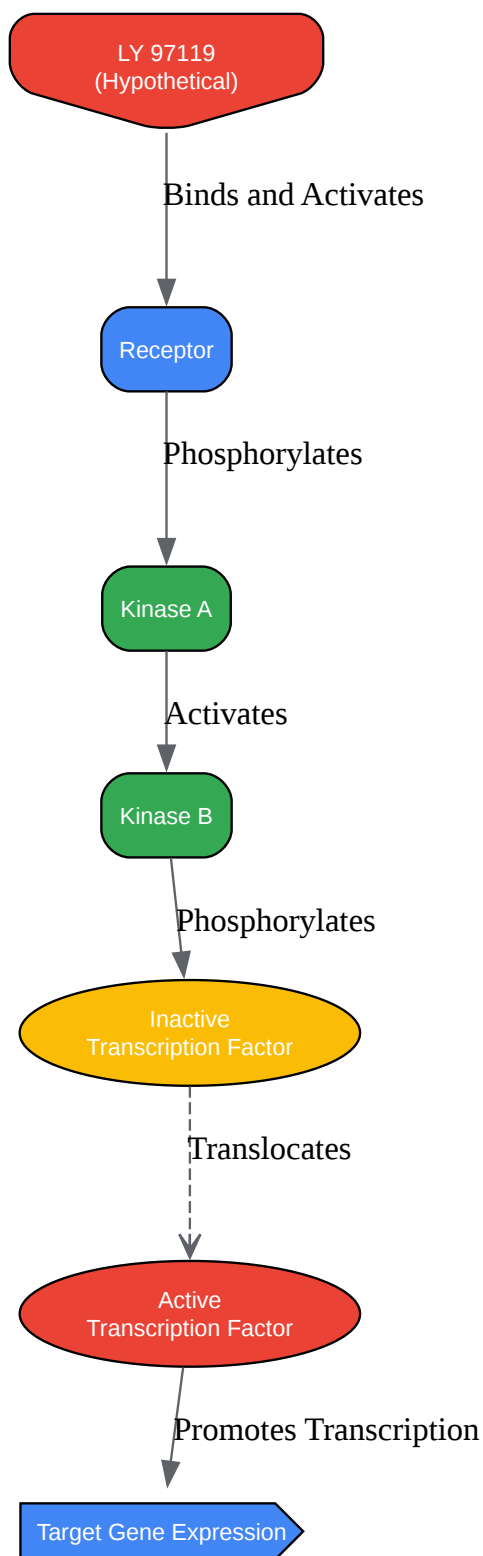 LY 97119
(Hypothetical)
Binds and Activates
Receptor
Phosphorylates
Kinase A
Activates
Kinase B
Phosphorylates
Inactive
Transcription Factor
Translocates
Active
Transcription Factor
Promotes Transcription
Target Gene Expression